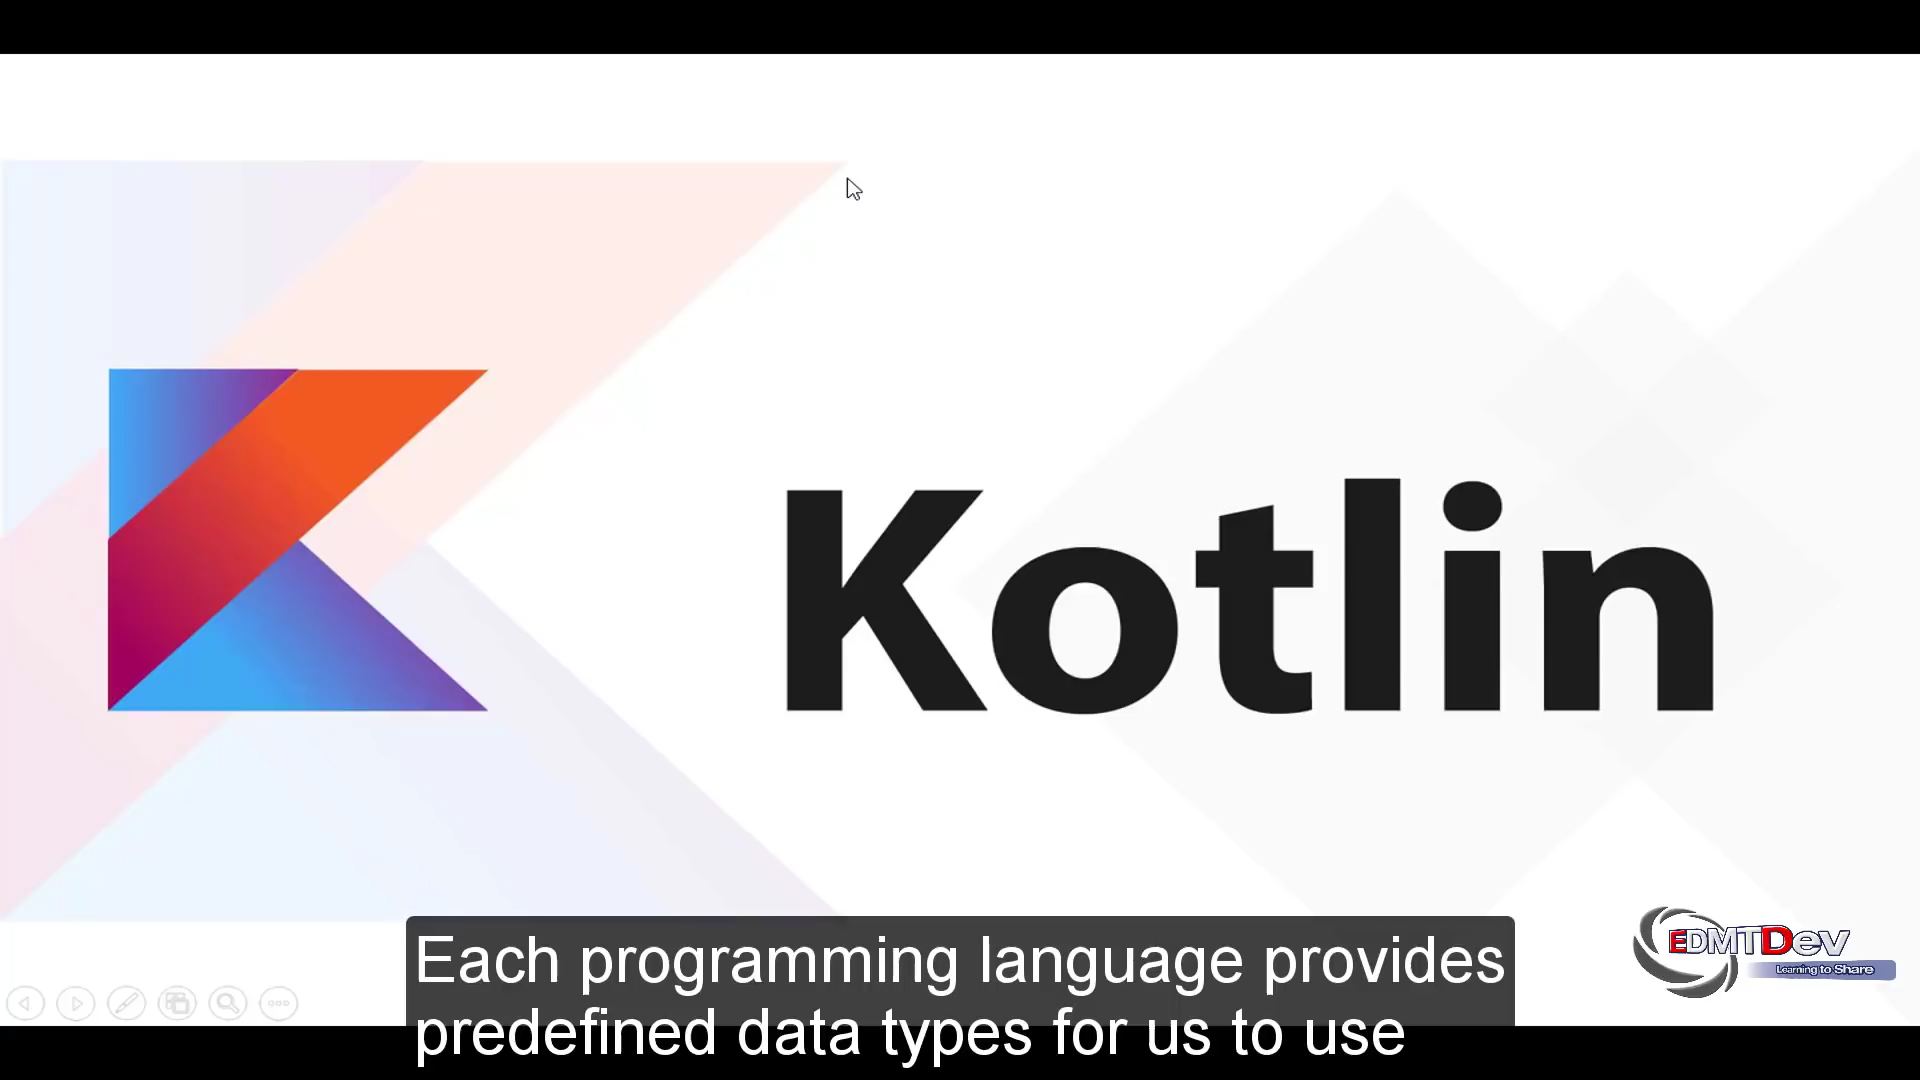 Kotlin
EDMTDev
Learning to Share
Each programming language provides
predefined data types for us to use